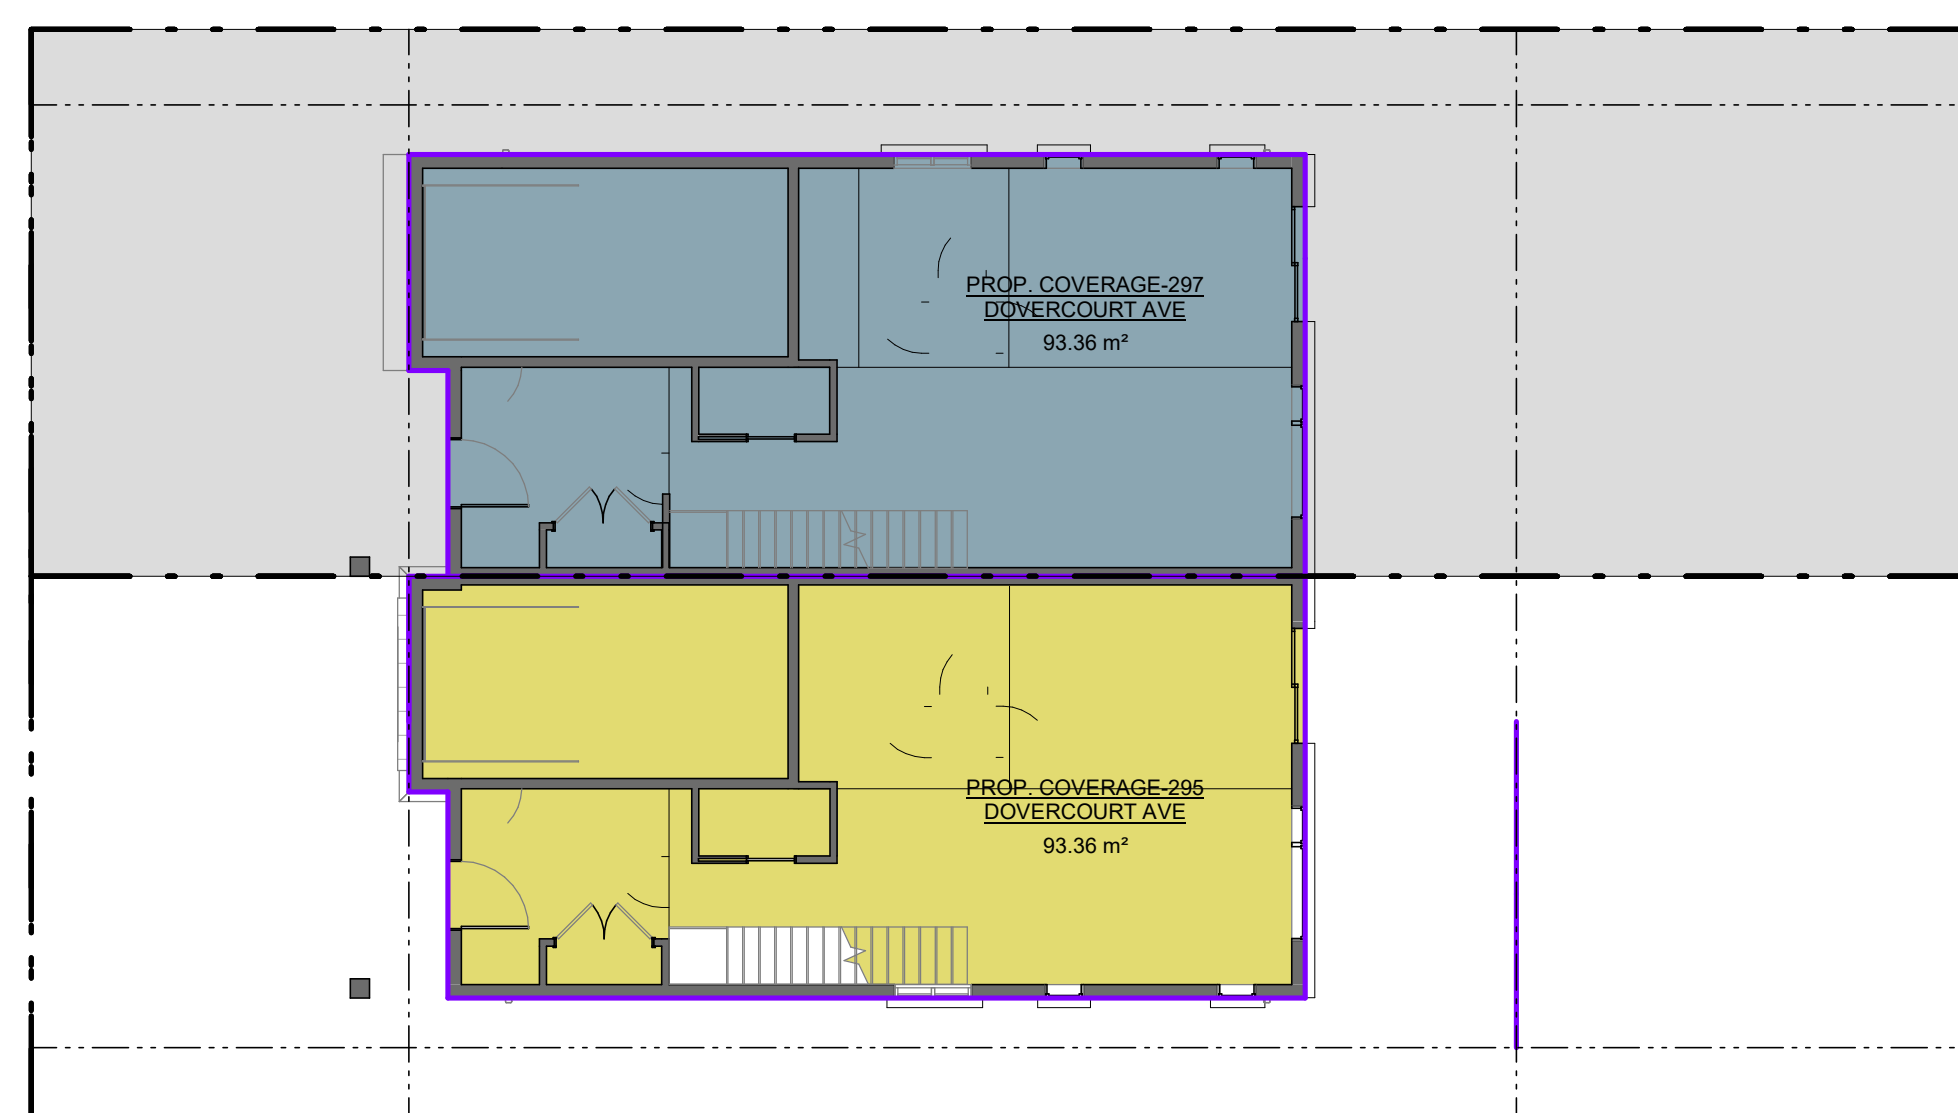 PROP. COVERAGE-297
DOVERCOURT AVE
93.36 m²
PROP. COVERAGE-295
DOVERCOURT AVE
93.36 m²